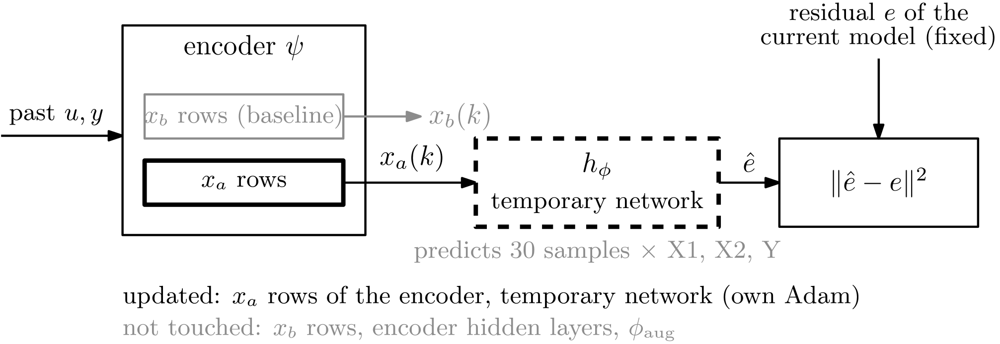 residual e of the
current model (fixed)
encoder ψ
past u, y
x_b rows (baseline)
x_b(k)
x_a rows
x_a(k)
h_ϕ
temporary network
ê
‖ê − e‖²
predicts 30 samples × X1, X2, Y
updated: x_a rows of the encoder, temporary network (own Adam)
not touched: x_b rows, encoder hidden layers, ϕ_aug